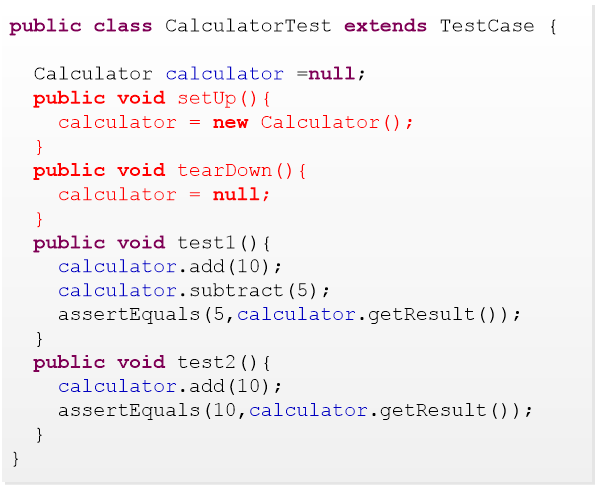 public class CalculatorTest extends TestCase {
Calculator calculator =null;
public void setUp(){
calculator = new Calculator();
}
public void tearDown(){
calculator = null;
}
public void test1(){
calculator.add(10);
calculator.subtract(5);
assertEquals(5,calculator.getResult());
}
public void test2(){
calculator.add(10);
assertEquals(10,calculator.getResult());
}
}